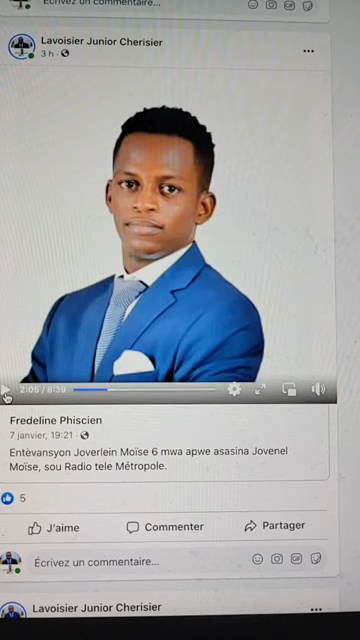 Écrivez un commentaire...
Lavoisier Junior Cherisier
3 h ·
2:05 / 8:39
Fredeline Phiscien
7 janvier, 19:21 ·
Entèvansyon Joverlein Moïse 6 mwa apwe asasina Jovenel
Moïse, sou Radio tele Métropole.
5
J'aime
Commenter
Partager
Écrivez un commentaire...
GIF
Lavoisier Junior Cherisier